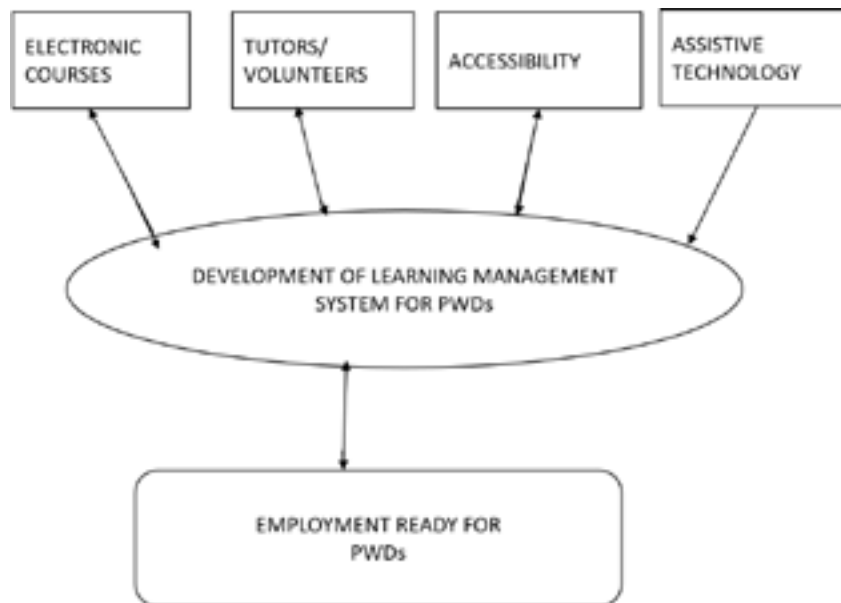 ELECTRONIC
COURSES
TUTORS/
VOLUNTEERS
ACCESSIBILITY
ASSISTIVE
TECHNOLOGY
DEVELOPMENT OF LEARNING MANAGEMENT
SYSTEM FOR PWDs
EMPLOYMENT READY FOR
PWDs